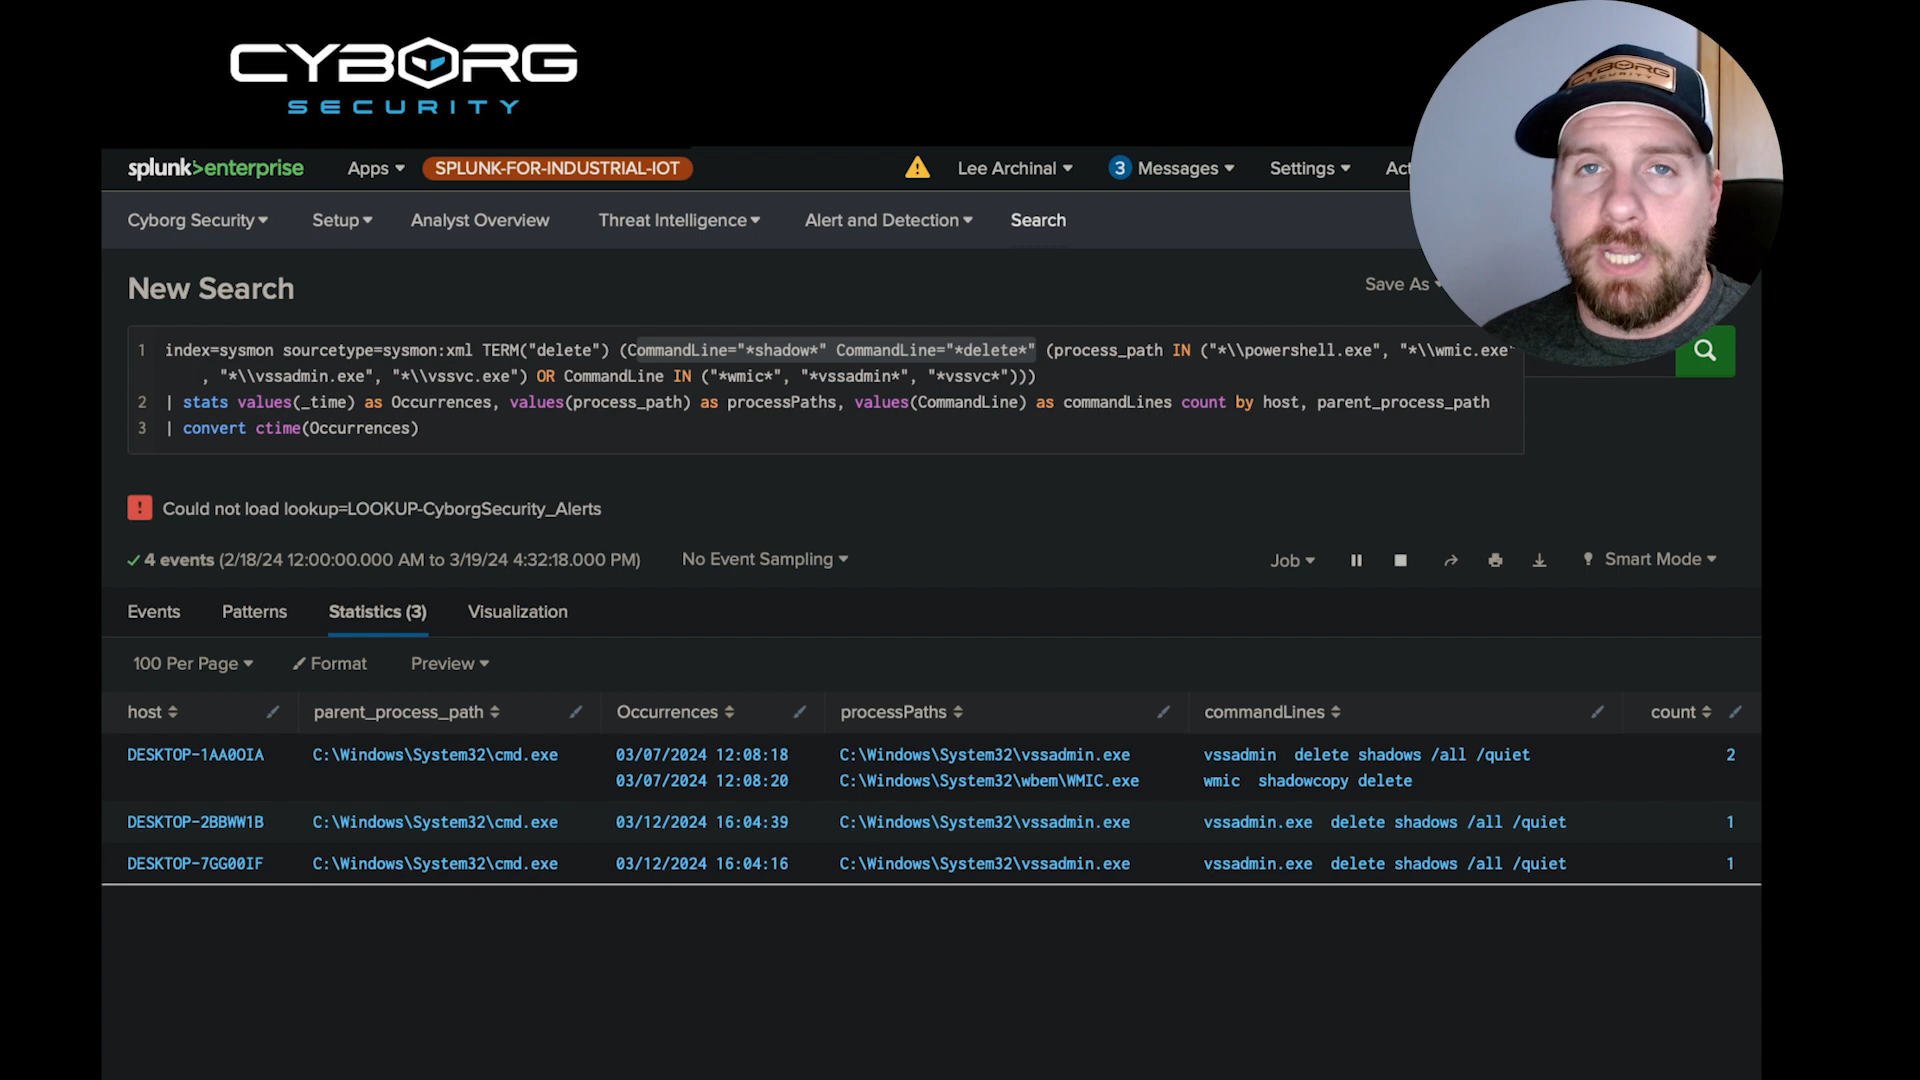 CYBORG
SECURITY
CYBORG
SECURITY
splunk>enterprise Apps SPLUNK-FOR-INDUSTRIAL-IOT Lee Archinal 3 Messages Settings Act
Cyborg Security Setup Analyst Overview Threat Intelligence Alert and Detection Search
New Search Save As
1 index=sysmon sourcetype=sysmon:xml TERM("delete") (CommandLine="*shadow*" CommandLine="*delete*" (process_path IN ("*\\powershell.exe", "*\\wmic.exe"
, "*\\vssadmin.exe", "*\\vssvc.exe") OR CommandLine IN ("*wmic*", "*vssadmin*", "*vssvc*")))
2 | stats values(_time) as Occurrences, values(process_path) as processPaths, values(CommandLine) as commandLines count by host, parent_process_path
3 | convert ctime(Occurrences)
! Could not load lookup=LOOKUP-CyborgSecurity_Alerts
4 events (2/18/24 12:00:00.000 AM to 3/19/24 4:32:18.000 PM) No Event Sampling Job Smart Mode
Events Patterns Statistics (3) Visualization
100 Per Page Format Preview
host parent_process_path Occurrences processPaths commandLines count
DESKTOP-1AA0OIA C:\Windows\System32\cmd.exe 03/07/2024 12:08:18 C:\Windows\System32\vssadmin.exe vssadmin delete shadows /all /quiet 2
03/07/2024 12:08:20 C:\Windows\System32\wbem\WMIC.exe wmic shadowcopy delete
DESKTOP-2BBWW1B C:\Windows\System32\cmd.exe 03/12/2024 16:04:39 C:\Windows\System32\vssadmin.exe vssadmin.exe delete shadows /all /quiet 1
DESKTOP-7GG00IF C:\Windows\System32\cmd.exe 03/12/2024 16:04:16 C:\Windows\System32\vssadmin.exe vssadmin.exe delete shadows /all /quiet 1